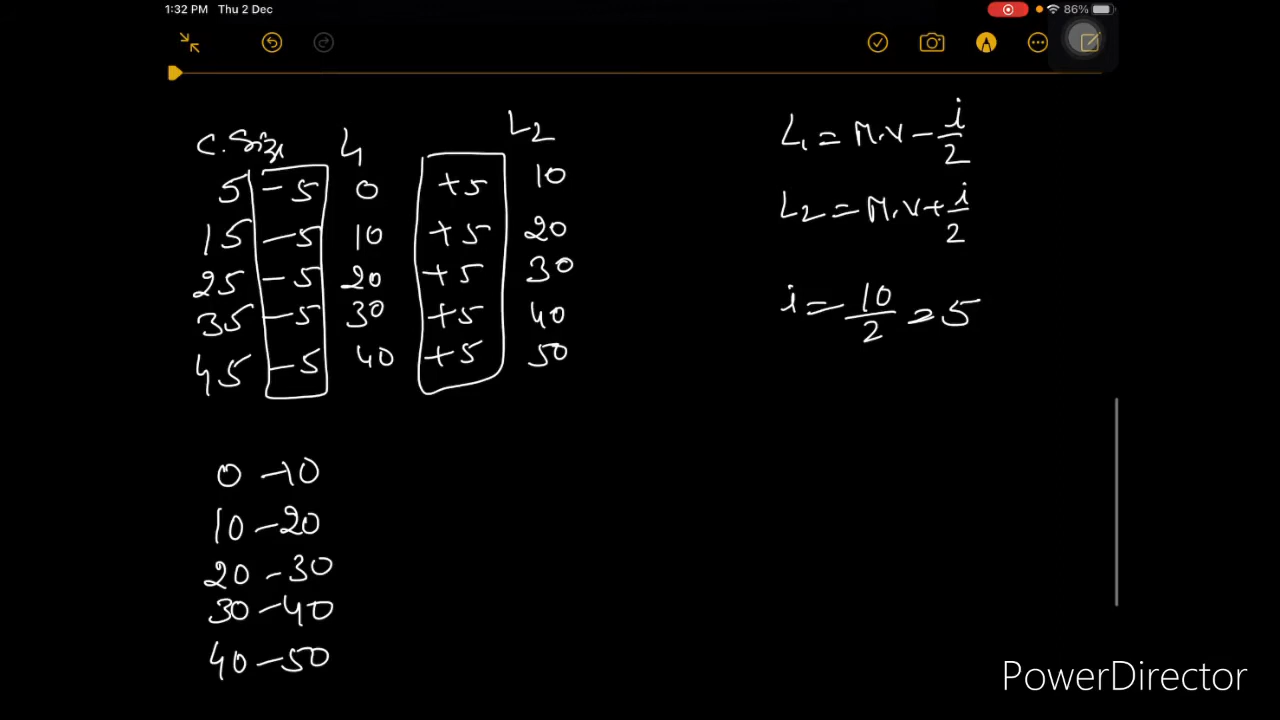 1:32 PM Thu 2 Dec 86%
C. Size L1 L2
5 -5 0 +5 10
15 -5 10 +5 20
25 -5 20 +5 30
35 -5 30 +5 40
45 -5 40 +5 50
0-10
10-20
20-30
30-40
40-50
L1 = M.V - i/2
L2 = M.V + i/2
i = 10/2 = 5
PowerDirector